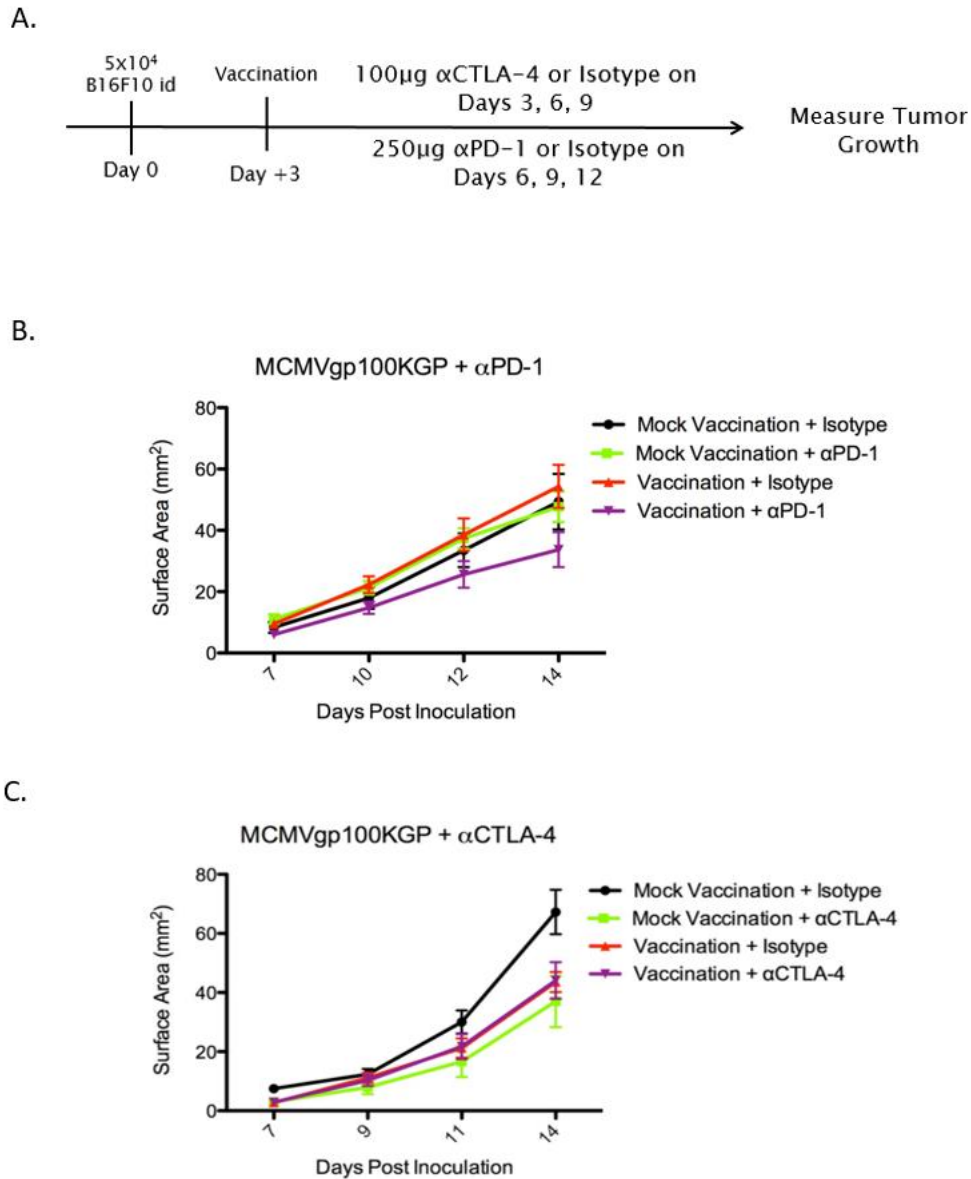 A.
5x10⁴
B16F10 id
Vaccination
100µg αCTLA-4 or Isotype on
Days 3, 6, 9
Day 0
Day +3
250µg αPD-1 or Isotype on
Days 6, 9, 12
Measure Tumor
Growth
B.
MCMVgp100KGP + αPD-1
Surface Area (mm²)
80
60
40
20
0
7
10
12
14
Days Post Inoculation
Mock Vaccination + Isotype
Mock Vaccination + αPD-1
Vaccination + Isotype
Vaccination + αPD-1
C.
MCMVgp100KGP + αCTLA-4
Surface Area (mm²)
80
60
40
20
0
7
9
11
14
Days Post Inoculation
Mock Vaccination + Isotype
Mock Vaccination + αCTLA-4
Vaccination + Isotype
Vaccination + αCTLA-4